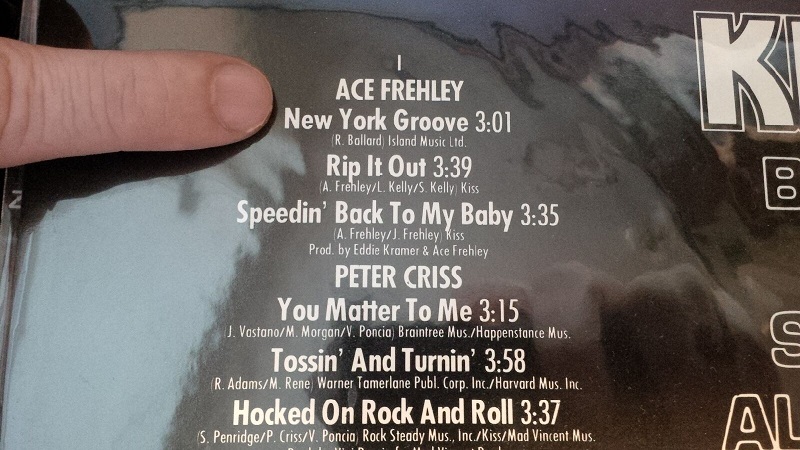 I
ACE FREHLEY
New York Groove 3:01
(R. Ballard) Island Music Ltd.
Rip It Out 3:39
(A. Frehley/L. Kelly/S. Kelly) Kiss
Speedin' Back To My Baby 3:35
(A. Frehley/J. Frehley) Kiss
Prod. by Eddie Kramer & Ace Frehley
PETER CRISS
You Matter To Me 3:15
(J. Vastano/M. Morgan/V. Poncia) Braintree Mus./Happenstance Mus.
Tossin' And Turnin' 3:58
(R. Adams/M. Rene) Warner Tamerlane Publ. Corp. Inc./Harvard Mus. Inc.
Hocked On Rock And Roll 3:37
(S. Penridge/P. Criss/V. Poncia) Rock Steady Mus., Inc./Kiss/Mad Vincent Mus.
K
B
S
AL